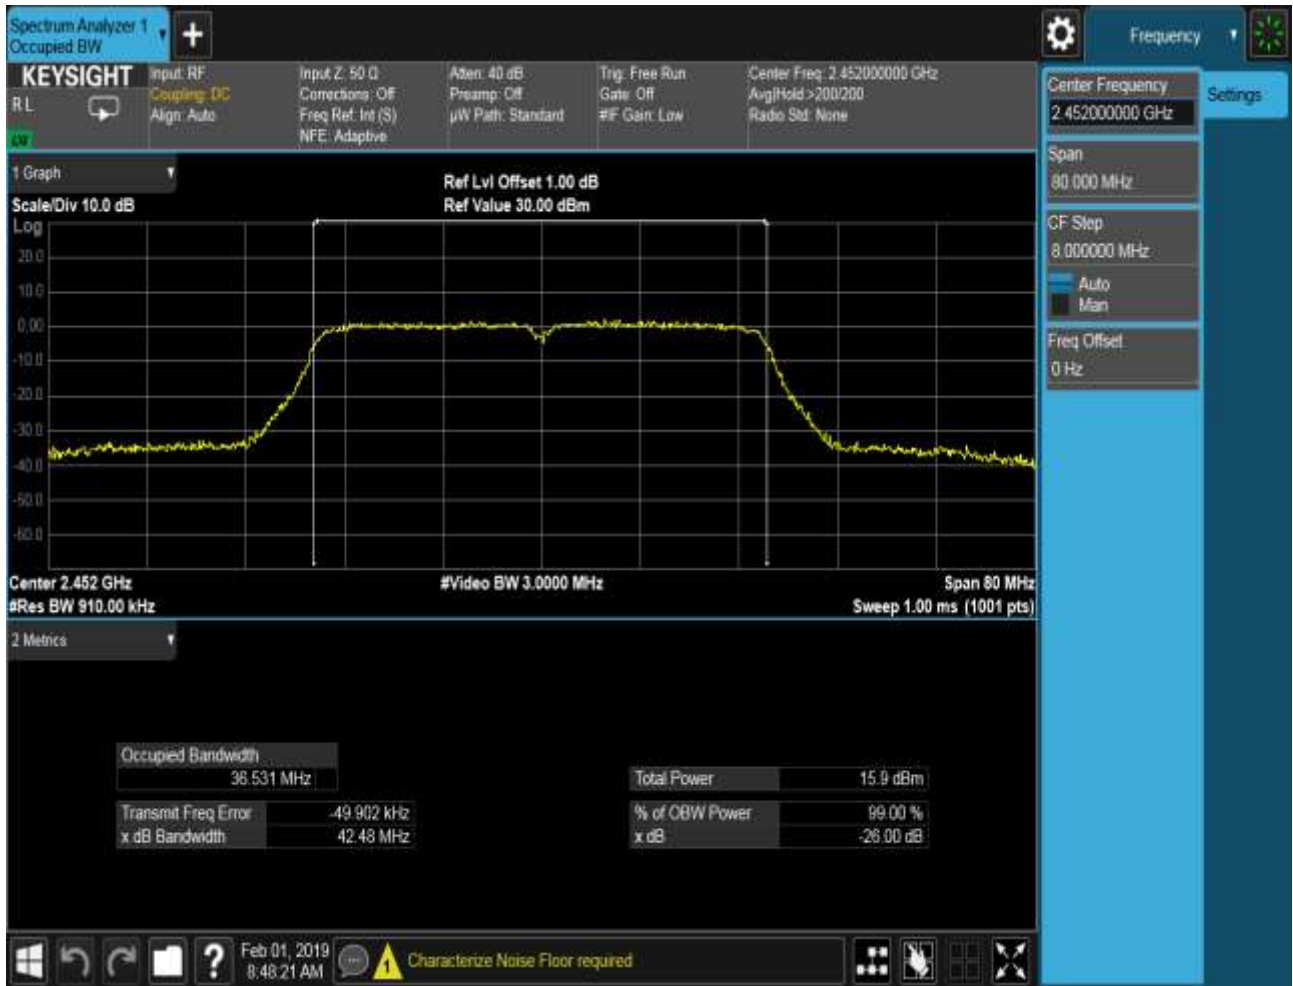 Spectrum Analyzer 1
Occupied BW
Frequency
KEYSIGHT
R L
Input: RF
Coupling: DC
Align: Auto
Input Z: 50 Ω
Corrections: Off
Freq Ref: Int (S)
NFE: Adaptive
Atten: 40 dB
Preamp: Off
µW Path: Standard
Trig: Free Run
Gate: Off
#IF Gain: Low
Center Freq: 2.452000000 GHz
Avg|Hold:>200/200
Radio Std: None
Center Frequency
2.452000000 GHz
Settings
Span
80.000 MHz
CF Step
8.000000 MHz
Auto
Man
Freq Offset
0 Hz
1 Graph
Scale/Div 10.0 dB
Ref Lvl Offset 1.00 dB
Ref Value 30.00 dBm
Log
20.0
10.0
0.00
-10.0
-20.0
-30.0
-40.0
-50.0
-60.0
Center 2.452 GHz
#Video BW 3.0000 MHz
Span 80 MHz
#Res BW 910.00 kHz
Sweep 1.00 ms (1001 pts)
2 Metrics
Occupied Bandwidth
36.531 MHz
Total Power 15.9 dBm
Transmit Freq Error -49.902 kHz
% of OBW Power 99.00 %
x dB Bandwidth 42.48 MHz
x dB -26.00 dB
?
Feb 01, 2019
8:48:21 AM
1
Characterize Noise Floor required